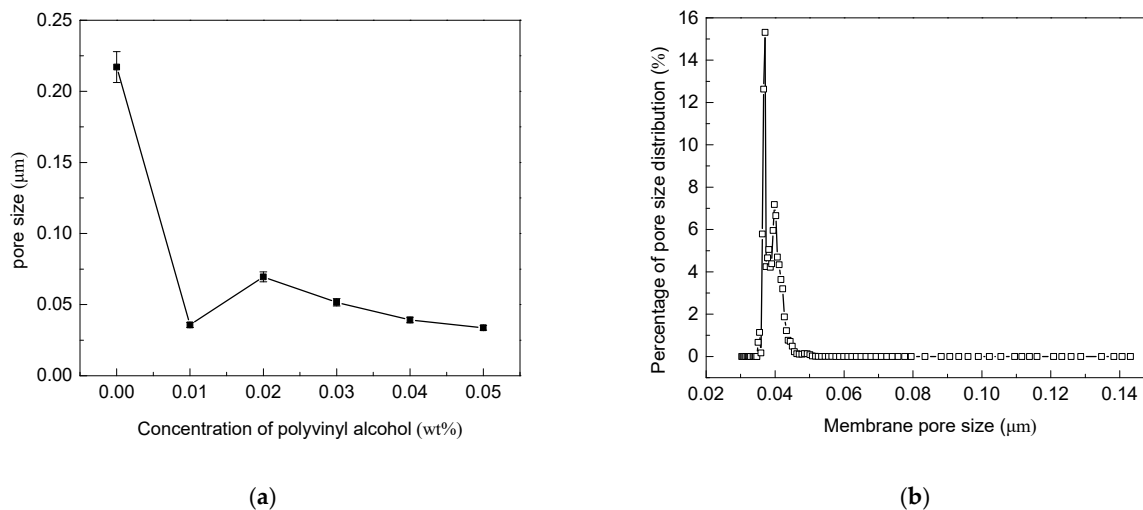 0.25
0.20
0.15
0.10
0.05
0.00
pore size (μm)
0.00 0.01 0.02 0.03 0.04 0.05
Concentration of polyvinyl alcohol (wt%)
(a)
16
14
12
10
8
6
4
2
0
Percentage of pore size distribution (%)
0.02 0.04 0.06 0.08 0.10 0.12 0.14
Membrane pore size (μm)
(b)